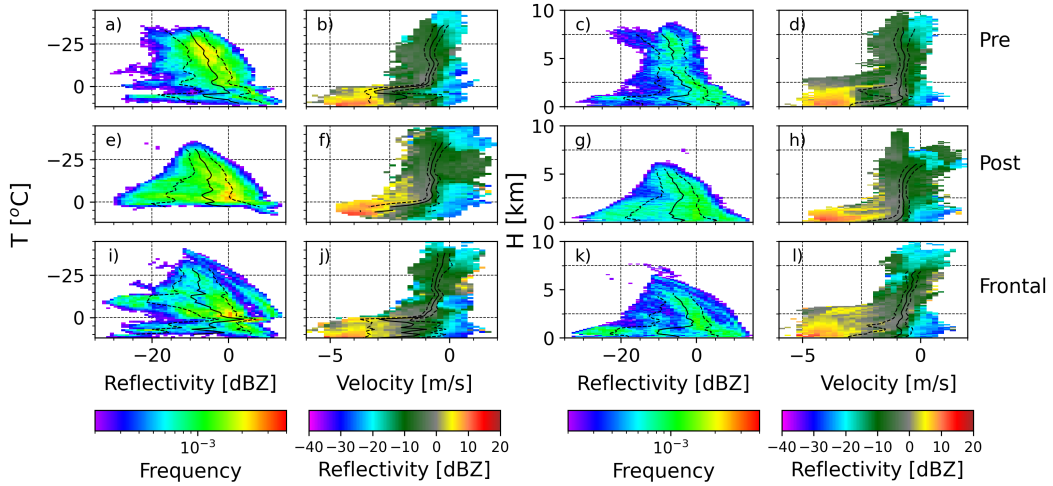 a) b) c) d) Pre
−25
0
10
5
0
e) f) g) h) Post
−25
0
10
5
0
T [°C]
H [km]
i) j) k) l) Frontal
−25
0
10
5
0
−20 0 −5 0 −20 0 −5 0
Reflectivity [dBZ] Velocity [m/s] Reflectivity [dBZ] Velocity [m/s]
10⁻³ −40 −30 −20 −10 0 10 20 10⁻³ −40 −30 −20 −10 0 10 20
Frequency Reflectivity [dBZ] Frequency Reflectivity [dBZ]